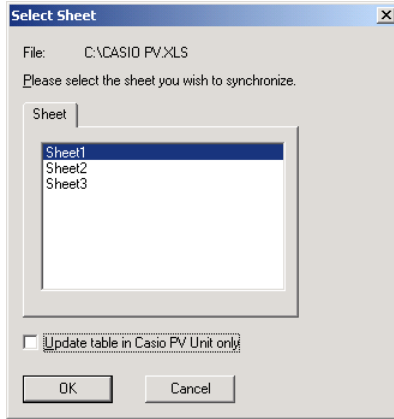 Select Sheet
File: C:\CASIO PV.XLS
Please select the sheet you wish to synchronize.
Sheet
Sheet1
Sheet2
Sheet3
Update table in Casio PV Unit only
OK Cancel